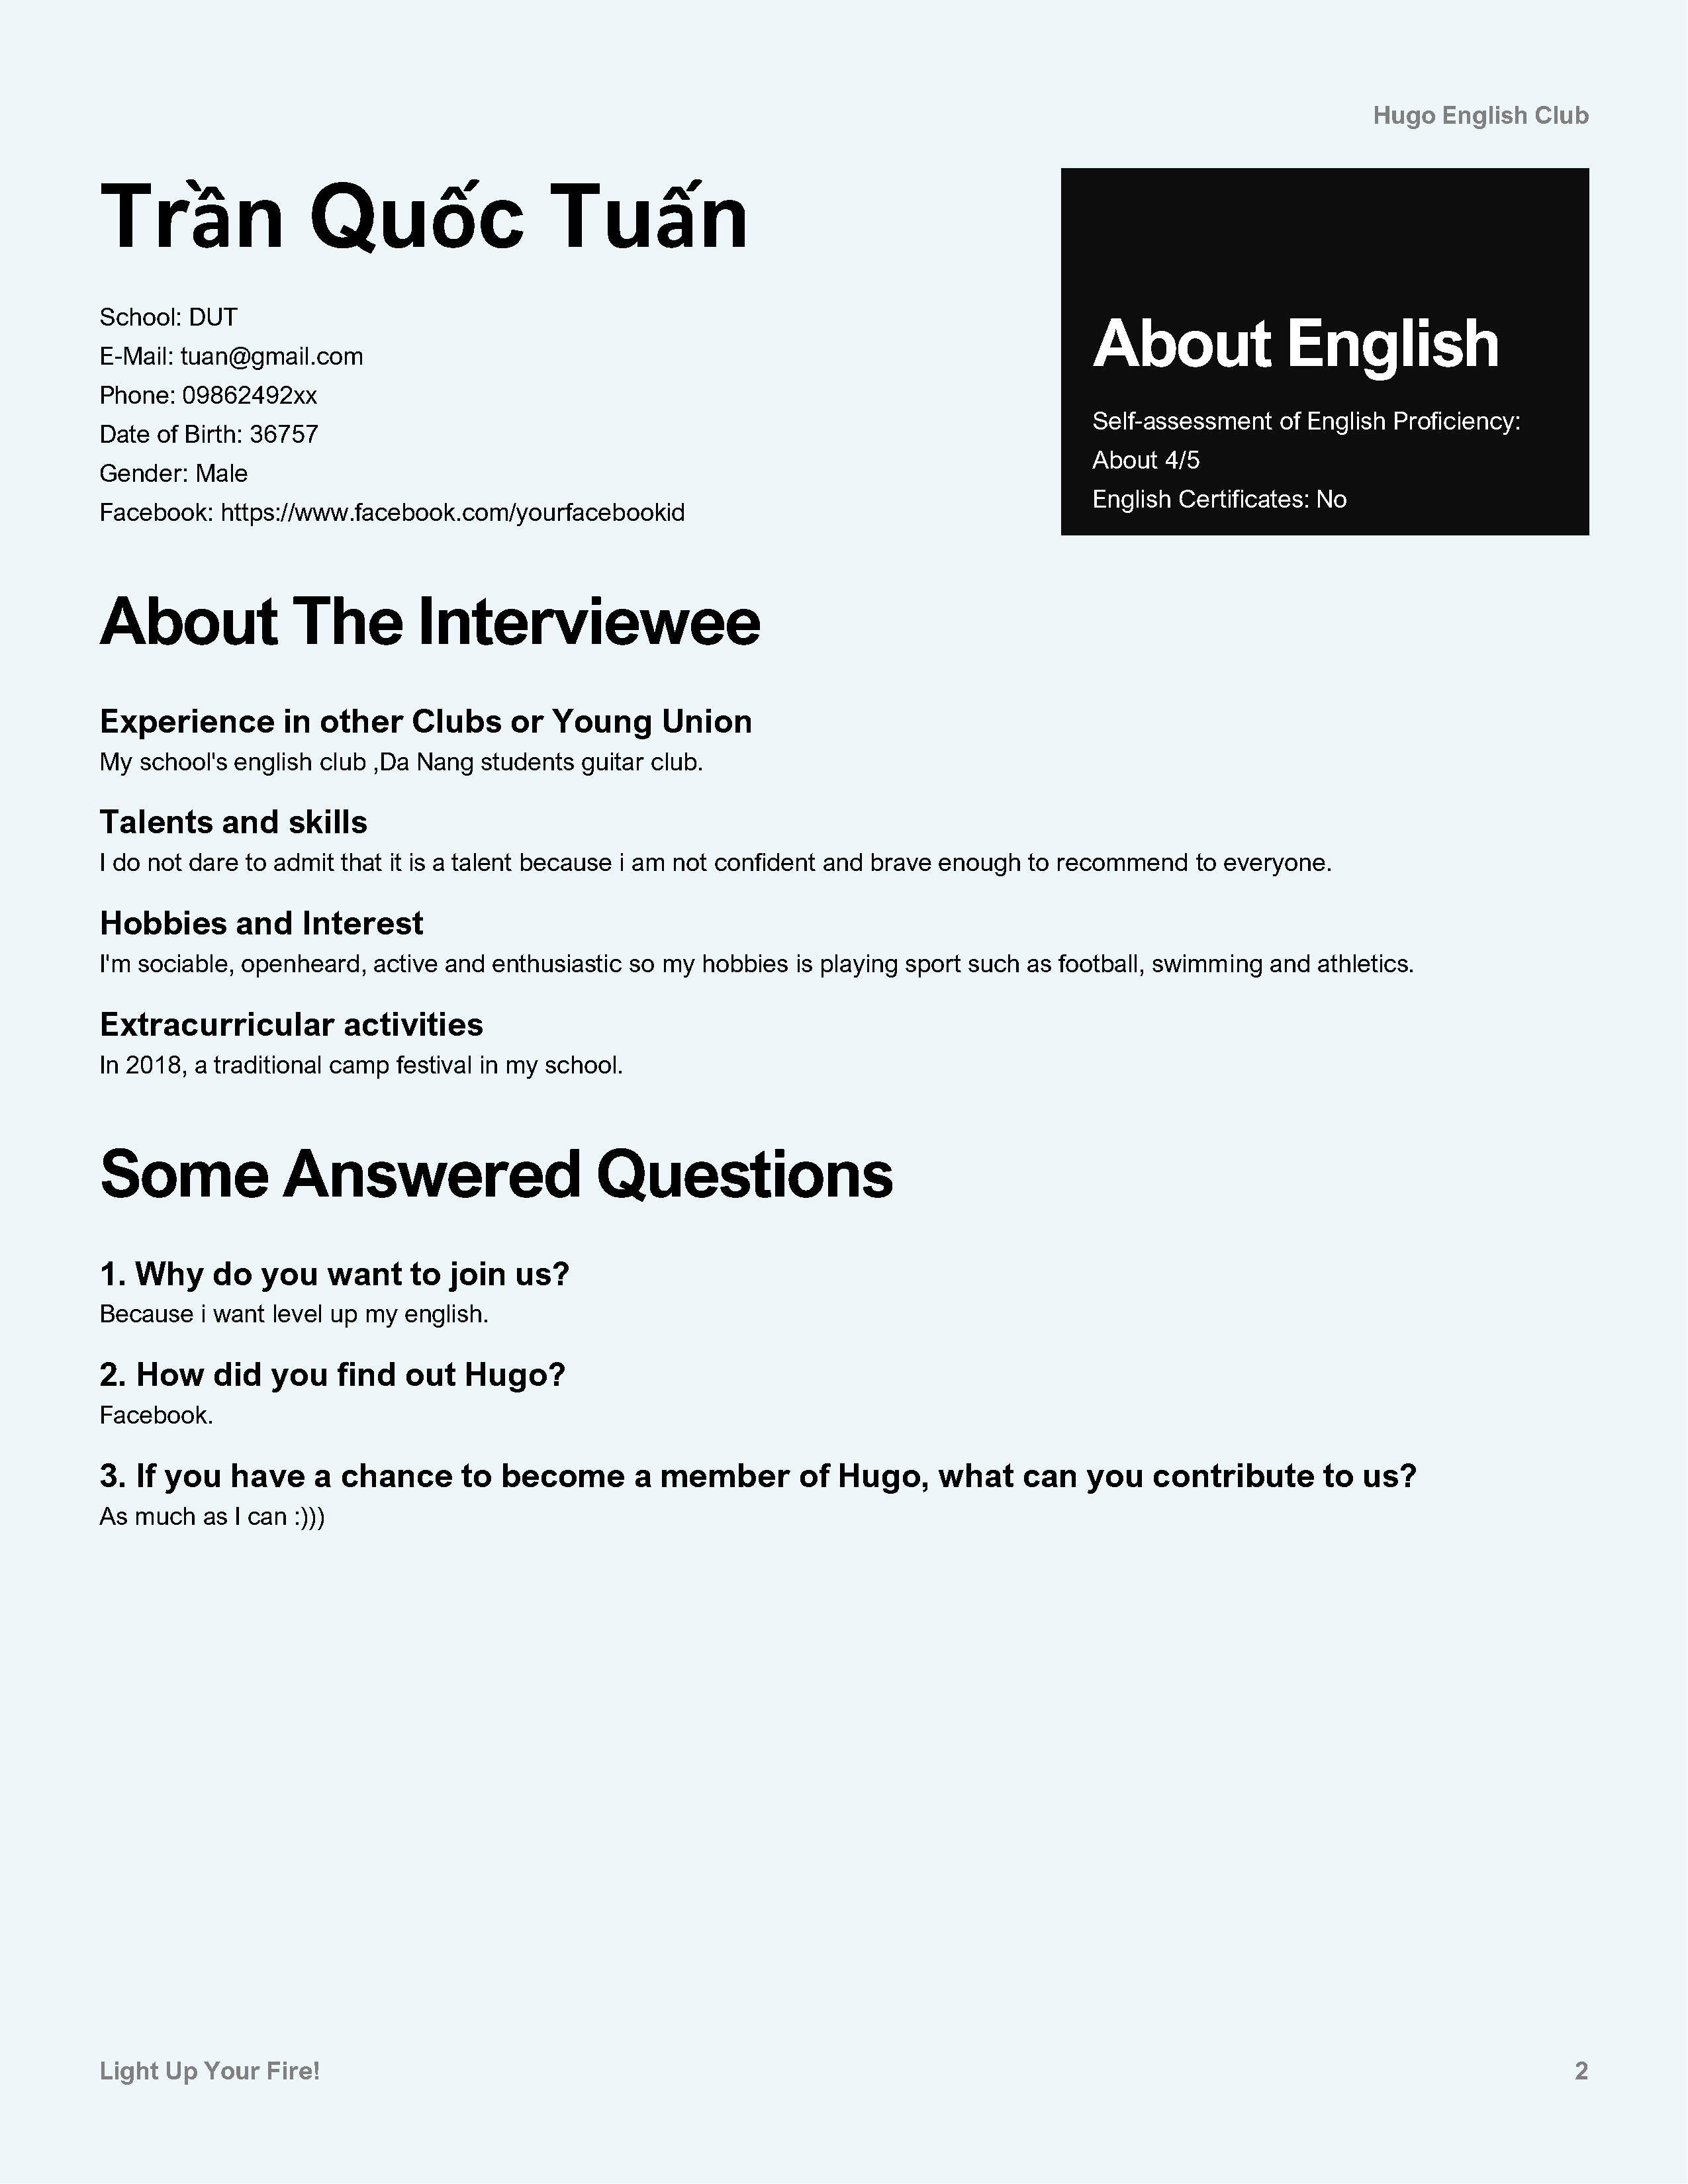 Hugo English Club
Trần Quốc Tuấn
School: DUT
E-Mail: tuan@gmail.com
Phone: 09862492xx
Date of Birth: 36757
Gender: Male
Facebook: https://www.facebook.com/yourfacebookid
About English
Self-assessment of English Proficiency:
About 4/5
English Certificates: No
About The Interviewee
Experience in other Clubs or Young Union
My school's english club ,Da Nang students guitar club.
Talents and skills
I do not dare to admit that it is a talent because i am not confident and brave enough to recommend to everyone.
Hobbies and Interest
I'm sociable, openheard, active and enthusiastic so my hobbies is playing sport such as football, swimming and athletics.
Extracurricular activities
In 2018, a traditional camp festival in my school.
Some Answered Questions
1. Why do you want to join us?
Because i want level up my english.
2. How did you find out Hugo?
Facebook.
3. If you have a chance to become a member of Hugo, what can you contribute to us?
As much as I can :)))
Light Up Your Fire!
2